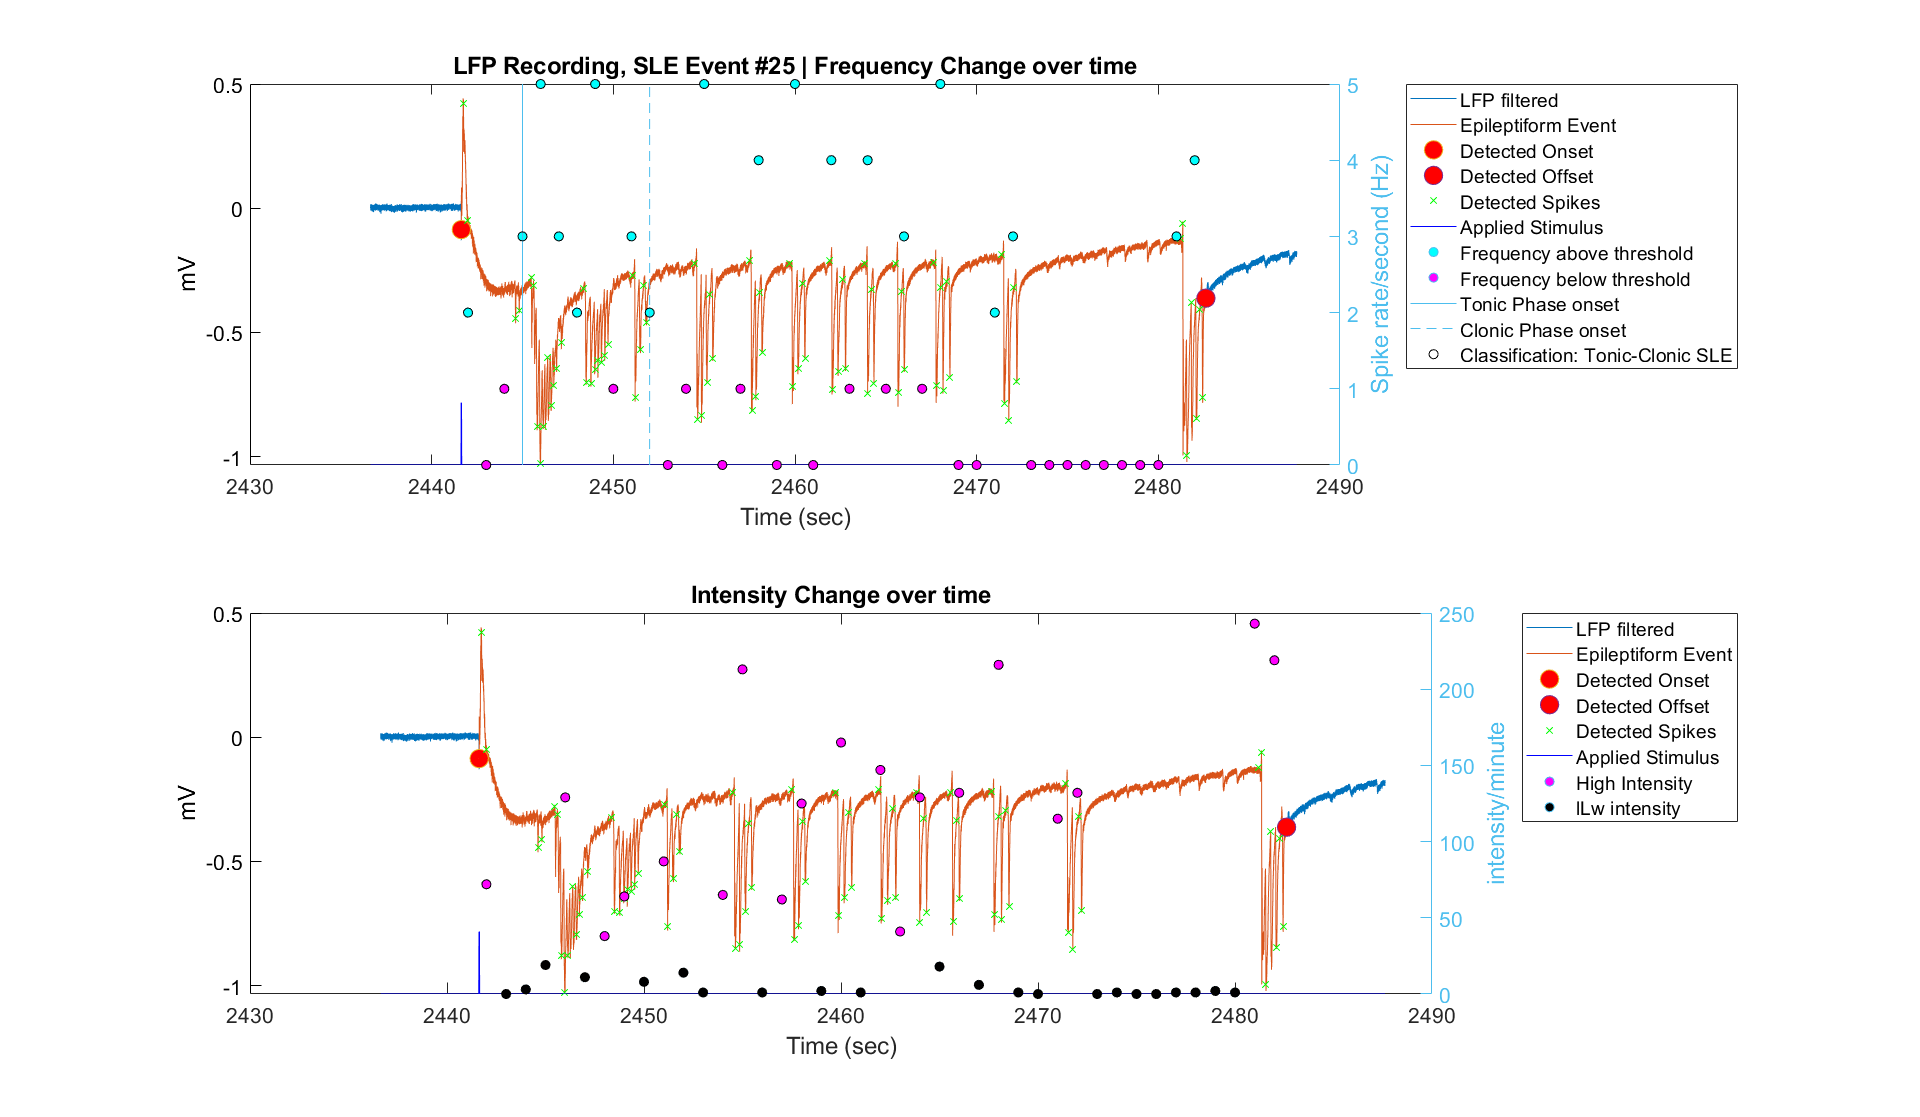 LFP Recording, SLE Event #25 | Frequency Change over time
0.5
0
-0.5
-1
mV
5
4
3
2
1
0
Spike rate/second (Hz)
2430 2440 2450 2460 2470 2480 2490
Time (sec)
LFP filtered
Epileptiform Event
Detected Onset
Detected Offset
Detected Spikes
Applied Stimulus
Frequency above threshold
Frequency below threshold
Tonic Phase onset
Clonic Phase onset
Classification: Tonic-Clonic SLE
Intensity Change over time
0.5
0
-0.5
-1
mV
250
200
150
100
50
0
intensity/minute
2430 2440 2450 2460 2470 2480 2490
Time (sec)
LFP filtered
Epileptiform Event
Detected Onset
Detected Offset
Detected Spikes
Applied Stimulus
High Intensity
lLw intensity